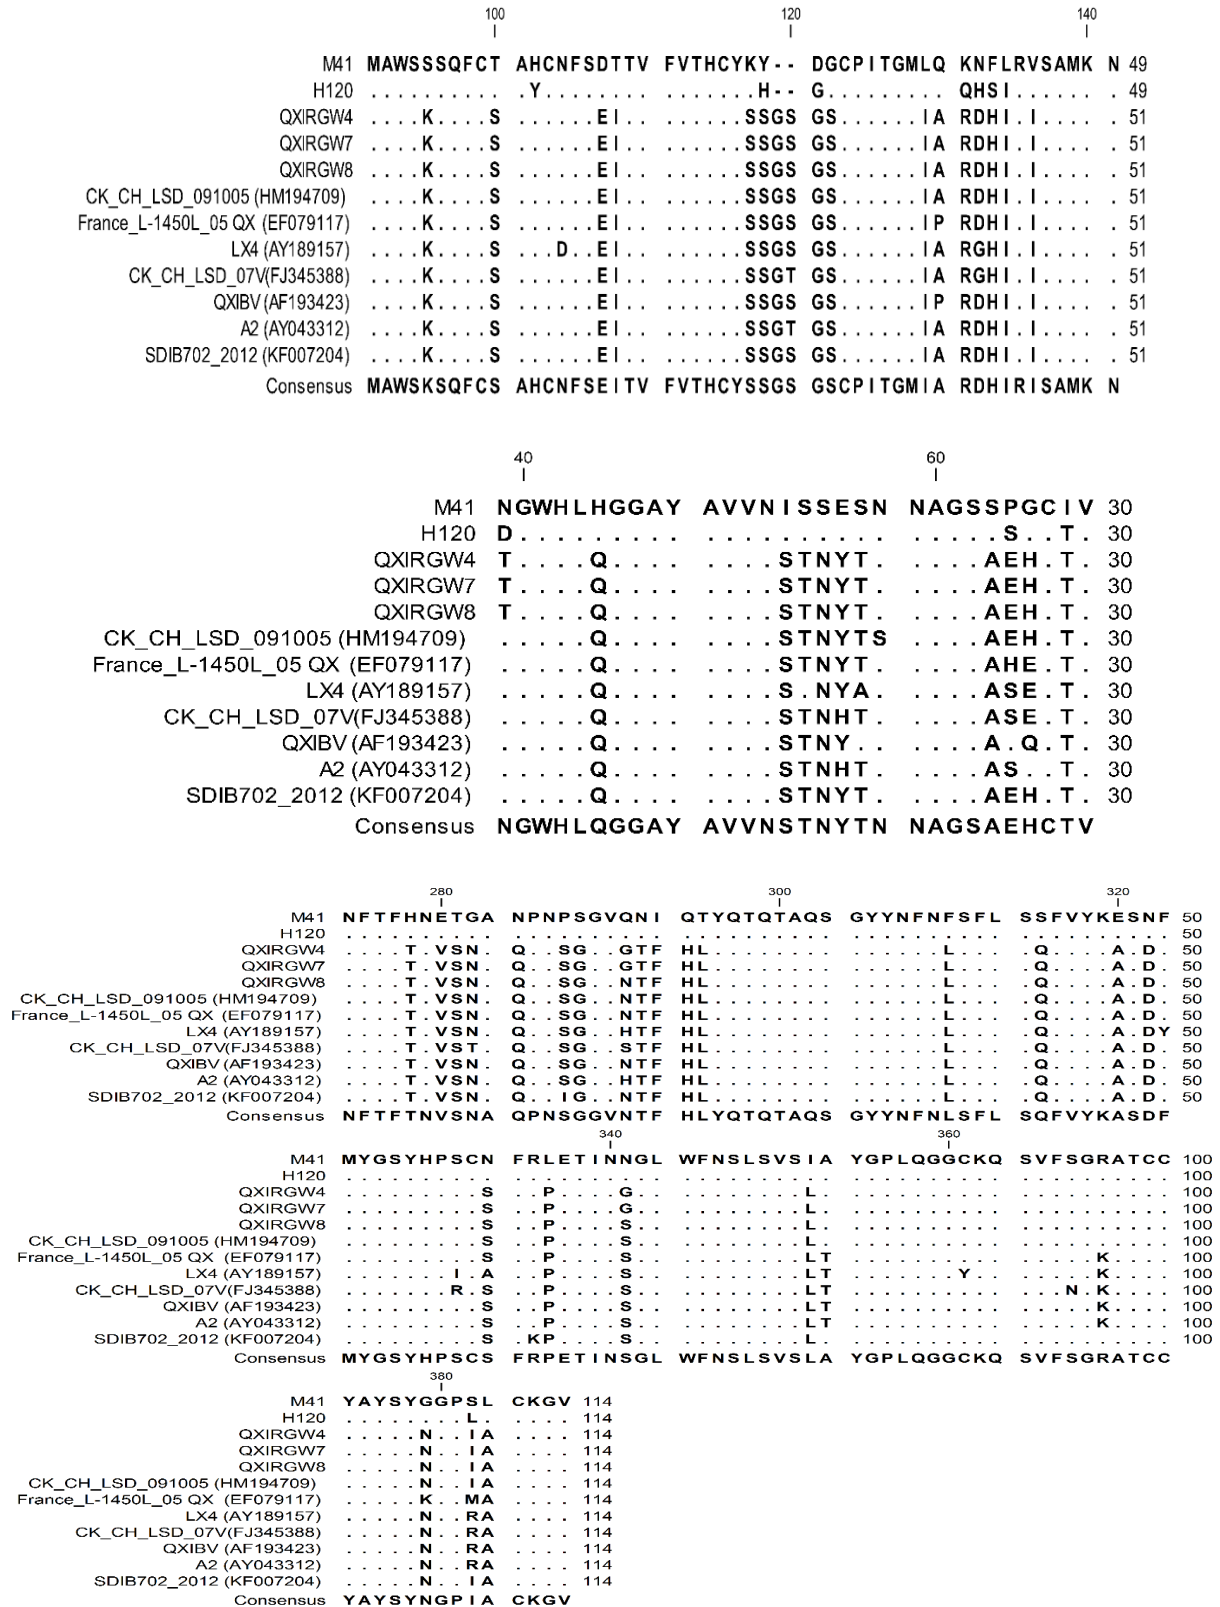 100 120 140
M41 MAWSSSQFCT AHCNFSDTTV FVTHCYKY-- DGCPITGMLQ KNFLRVSAMK N 49
H120 .......... ..Y....... ........H-- G......... QHSI...... . 49
QXIRGW4 ....K....S .....EI... ......SSGS GS......IA RDHI.I.... . 51
QXIRGW7 ....K....S .....EI... ......SSGS GS......IA RDHI.I.... . 51
QXIRGW8 ....K....S .....EI... ......SSGS GS......IA RDHI.I.... . 51
CK_CH_LSD_091005 (HM194709) ....K....S .....EI... ......SSGS GS......IA RDHI.I.... . 51
France_L-1450L_05 QX (EF079117) ....K....S .....EI... ......SSGS GS......IP RDHI.I.... . 51
LX4 (AY189157) ....K....S ...D.EI... ......SSGS GS......IA RGHI.I.... . 51
CK_CH_LSD_07V(FJ345388) ....K....S .....EI... ......SSGT GS......IA RGHI.I.... . 51
QXIBV (AF193423) ....K....S .....EI... ......SSGS GS......IP RDHI.I.... . 51
A2 (AY043312) ....K....S .....EI... ......SSGT GS......IA RDHI.I.... . 51
SDIB702_2012 (KF007204) ....K....S .....EI... ......SSGS GS......IA RDHI.I.... . 51
Consensus MAWSKSQFCS AHCNFSEITV FVTHCYSSGS GSCPITGMIA RDHIRISAMK N
40 60
M41 NGWHLHGGAY AVVNISSESN NAGSSPGCIV 30
H120 D......... .......... .....S..T. 30
QXIRGW4 T....Q.... ....STNYT. ....AEH.T. 30
QXIRGW7 T....Q.... ....STNYT. ....AEH.T. 30
QXIRGW8 T....Q.... ....STNYT. ....AEH.T. 30
CK_CH_LSD_091005 (HM194709) .....Q.... ....STNYTS ....AEH.T. 30
France_L-1450L_05 QX (EF079117) .....Q.... ....STNYT. ....AHE.T. 30
LX4 (AY189157) .....Q.... ....S.NYA. ....ASE.T. 30
CK_CH_LSD_07V(FJ345388) .....Q.... ....STNHT. ....ASE.T. 30
QXIBV (AF193423) .....Q.... ....STNY.. ....A.Q.T. 30
A2 (AY043312) .....Q.... ....STNHT. ....AS..T. 30
SDIB702_2012 (KF007204) .....Q.... ....STNYT. ....AEH.T. 30
Consensus NGWHLQGGAY AVVNSTNYTN NAGSAEHCTV
280 300 320
M41 NFTFHNETGA NPNPSGVQNI QTYQTQTAQS GYYNFNFSFL SSFVYKESNF 50
H120 .......... .......... .......... .......... .......... 50
QXIRGW4 ....T.VSN. Q..SG..GTF HL........ ......L... .Q....A.D. 50
QXIRGW7 ....T.VSN. Q..SG..GTF HL........ ......L... .Q....A.D. 50
QXIRGW8 ....T.VSN. Q..SG..NTF HL........ ......L... .Q....A.D. 50
CK_CH_LSD_091005 (HM194709) ....T.VSN. Q..SG..NTF HL........ ......L... .Q....A.D. 50
France_L-1450L_05 QX (EF079117) ....T.VSN. Q..SG..NTF HL........ ......L... .Q....A.D. 50
LX4 (AY189157) ....T.VSN. Q..SG..HTF HL........ ......L... .Q....A.DY 50
CK_CH_LSD_07V(FJ345388) ....T.VST. Q..SG..STF HL........ ......L... .Q....A.D. 50
QXIBV (AF193423) ....T.VSN. Q..SG..NTF HL........ ......L... .Q....A.D. 50
A2 (AY043312) ....T.VSN. Q..SG..HTF HL........ ......L... .Q....A.D. 50
SDIB702_2012 (KF007204) ....T.VSN. Q..IG..NTF HL........ ......L... .Q....A.D. 50
Consensus NFTFTNVSNA QPNSGGVNTF HLYQTQTAQS GYYNFNLSFL SQFVYKASDF
340 360
M41 MYGSYHPSCN FRLETINNGL WFNSLSVSIA YGPLQGGCKQ SVFSGRATCC 100
H120 .......... .......... .......... .......... .......... 100
QXIRGW4 .........S ..P....G.. ........L. .......... .......... 100
QXIRGW7 .........S ..P....G.. ........L. .......... .......... 100
QXIRGW8 .........S ..P....S.. ........L. .......... .......... 100
CK_CH_LSD_091005 (HM194709) .........S ..P....S.. ........L. .......... .......... 100
France_L-1450L_05 QX (EF079117) .........S ..P....S.. ........LT .......... .....K.... 100
LX4 (AY189157) .......I.A ..P....S.. ........LT Y......... .....K.... 100
CK_CH_LSD_07V(FJ345388) .......R.S ..P....S.. ........LT .......... ...N.K.... 100
QXIBV (AF193423) .........S ..P....S.. ........LT .......... .....K.... 100
A2 (AY043312) .........S ..P....S.. ........LT .......... .....K.... 100
SDIB702_2012 (KF007204) .........S .KP....S.. ........L. .......... .......... 100
Consensus MYGSYHPSCS FRPETINSGL WFNSLSVSLA YGPLQGGCKQ SVFSGRATCC
380
M41 YAYSYGGPSL CKGV 114
H120 ........L. .... 114
QXIRGW4 .....N..IA .... 114
QXIRGW7 .....N..IA .... 114
QXIRGW8 .....N..IA .... 114
CK_CH_LSD_091005 (HM194709) .....N..IA .... 114
France_L-1450L_05 QX (EF079117) .....K..MA .... 114
LX4 (AY189157) .....N..RA .... 114
CK_CH_LSD_07V(FJ345388) .....N..RA .... 114
QXIBV (AF193423) .....N..RA .... 114
A2 (AY043312) .....N..RA .... 114
SDIB702_2012 (KF007204) .....N..IA .... 114
Consensus YAYSYNGPIA CKGV